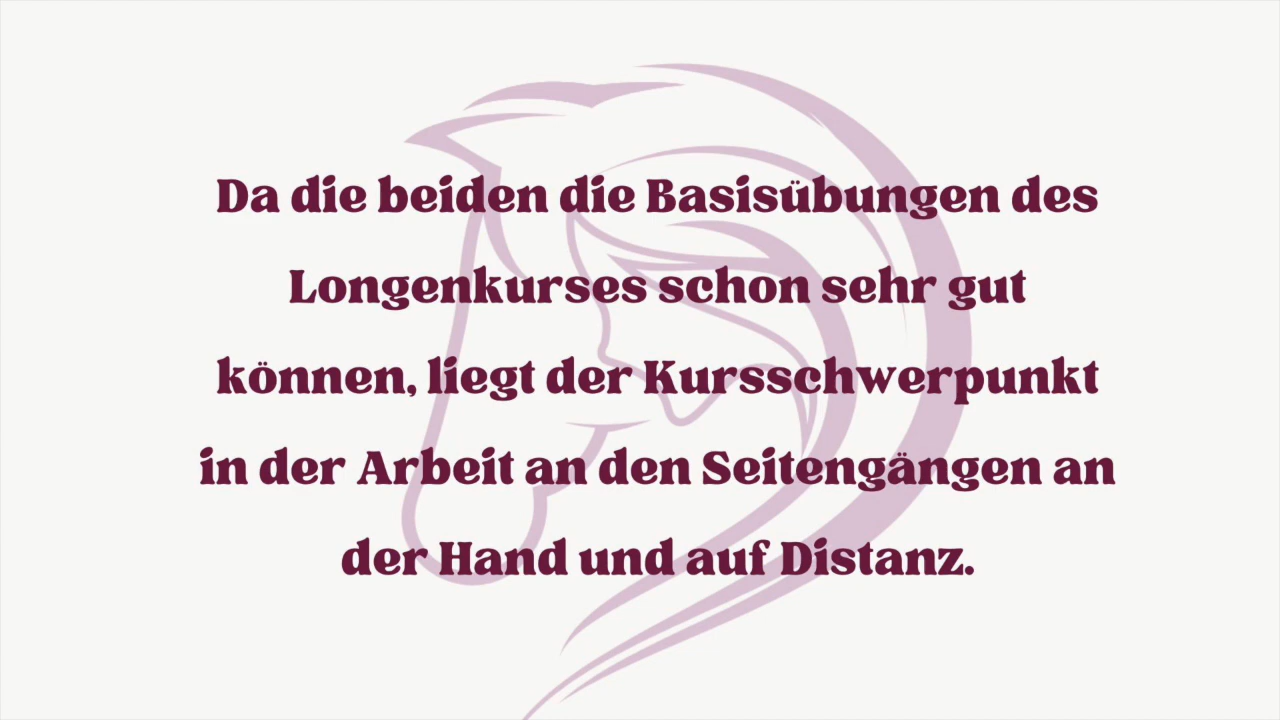 Da die beiden die Basisübungen des
Longenkurses schon sehr gut
können, liegt der Kursschwerpunkt
in der Arbeit an den Seitengängen an
der Hand und auf Distanz.